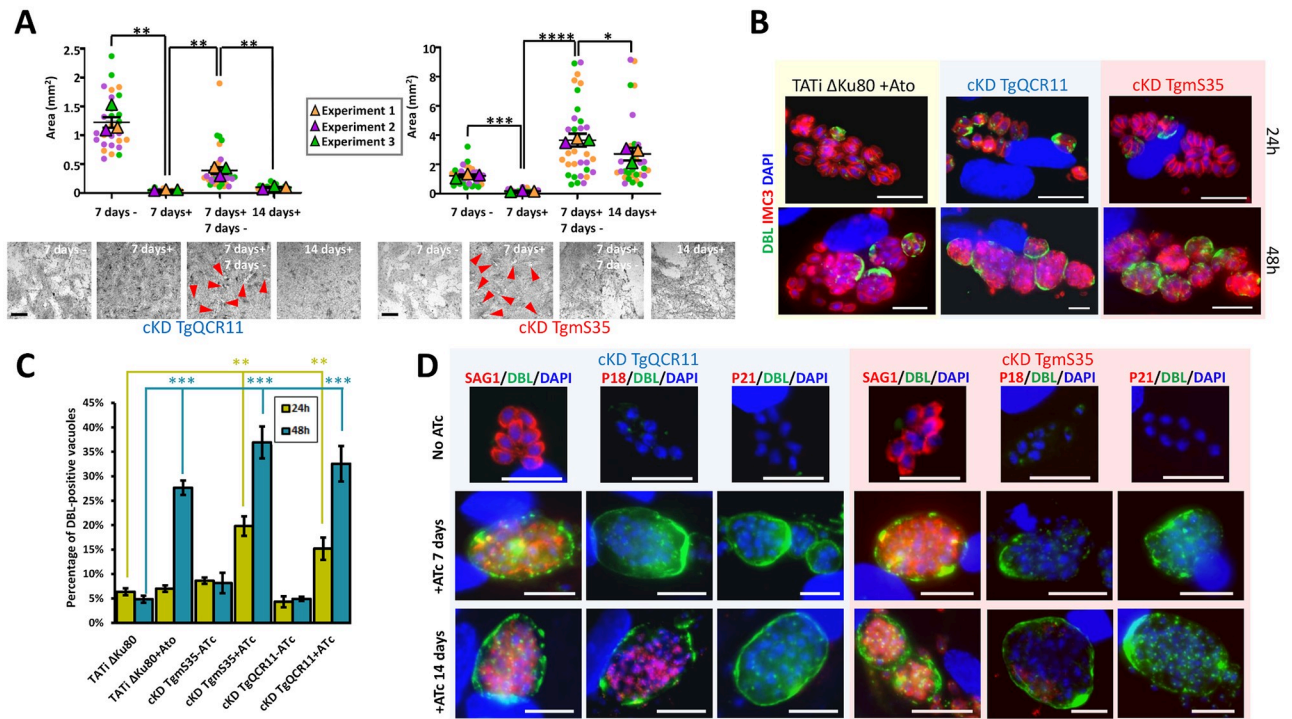 A
**
**
**
2.5
2
1.5
1
0.5
0
Area (mm²)
7 days -
7 days+
7 days+
7 days -
14 days+
Experiment 1
Experiment 2
Experiment 3
****
*
***
10
8
6
4
2
0
Area (mm²)
7 days -
7 days+
7 days+
7 days -
14 days+
7 days -
7 days+
7 days+
7 days -
14 days+
cKD TgQCR11
7 days -
7 days+
7 days+
7 days -
14 days+
cKD TgmS35
B
TATi ΔKu80 +Ato
cKD TgQCR11
cKD TgmS35
DBL IMC3 DAPI
24h
48h
C
**
**
***
***
***
24h
48h
45%
40%
35%
30%
25%
20%
15%
10%
5%
0%
Percentage of DBL-positive vacuoles
TATi ΔKu80
TATi ΔKu80+Ato
cKD TgmS35-ATc
cKD TgmS35+ATc
cKD TgQCR11-ATc
cKD TgQCR11+ATc
D
cKD TgQCR11
cKD TgmS35
SAG1/DBL/DAPI
P18/DBL/DAPI
P21/DBL/DAPI
SAG1/DBL/DAPI
P18/DBL/DAPI
P21/DBL/DAPI
No ATc
+ATc 7 days
+ATc 14 days